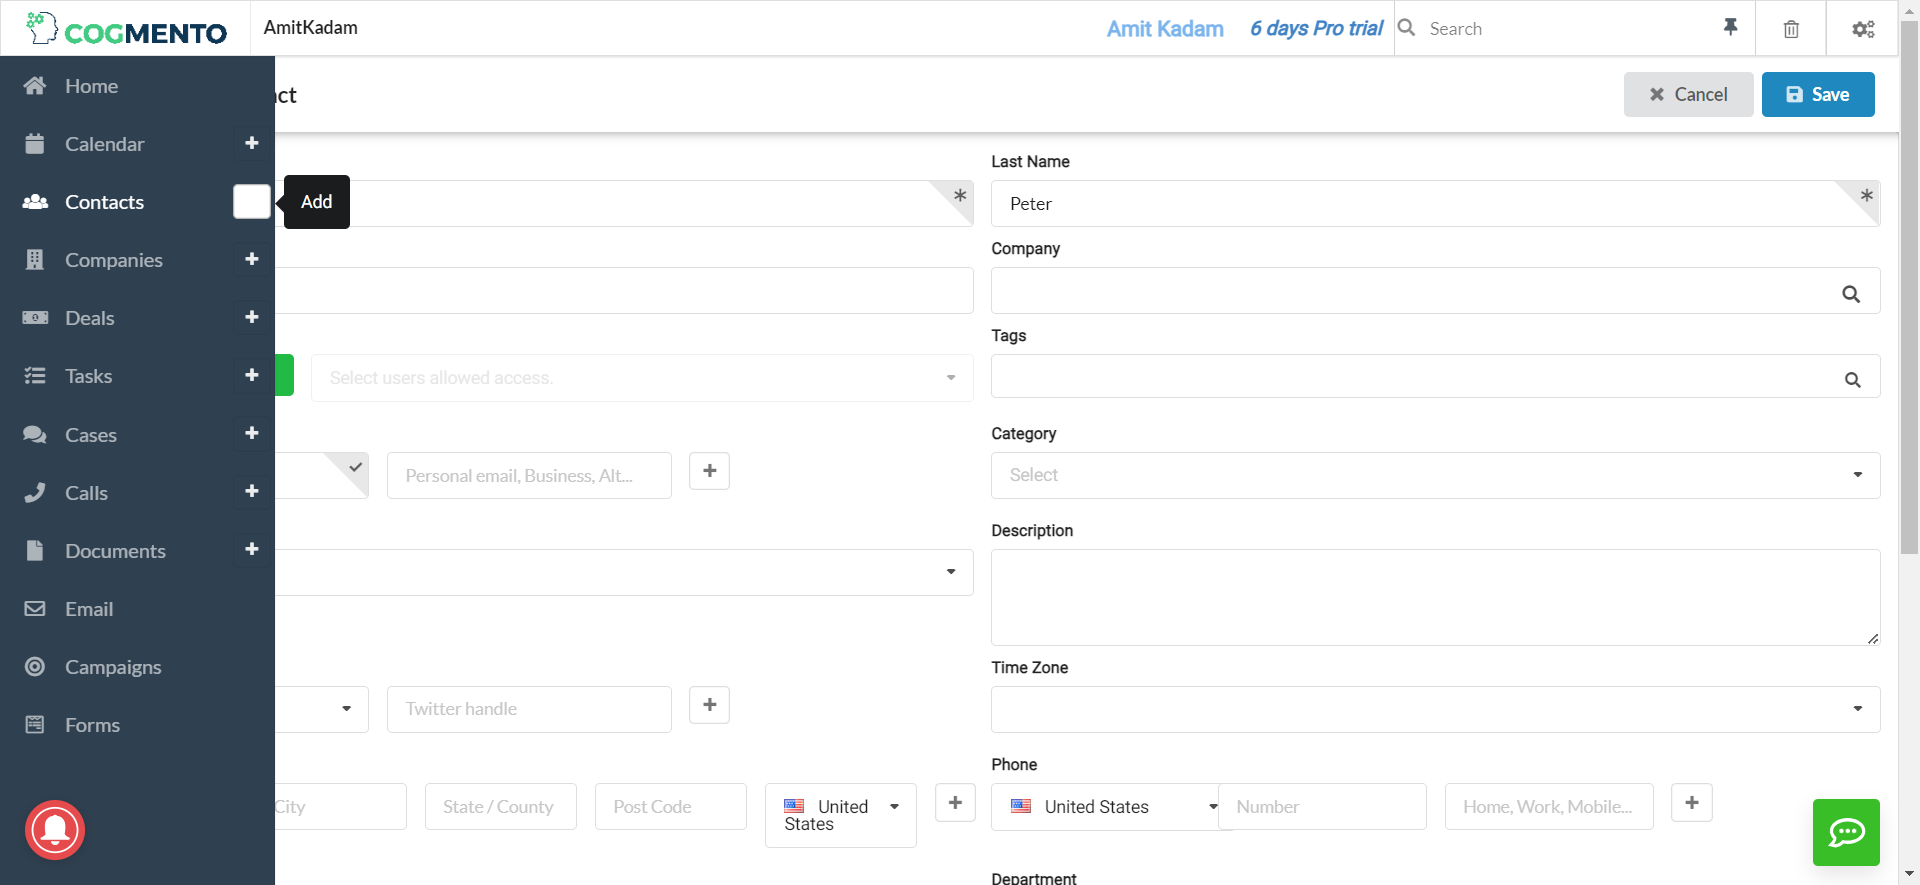 COGMENTO
AmitKadam
Amit Kadam
6 days Pro trial
Search
Home
Calendar
Contacts
Add
Companies
Deals
Tasks
Cases
Calls
Documents
Email
Campaigns
Forms
act
Cancel
Save
Last Name
Peter
Company
Select users allowed access.
Tags
Personal email, Business, Alt...
Category
Select
Description
Twitter handle
Time Zone
City
State / County
Post Code
United States
Phone
United States
Number
Home, Work, Mobile...
Department